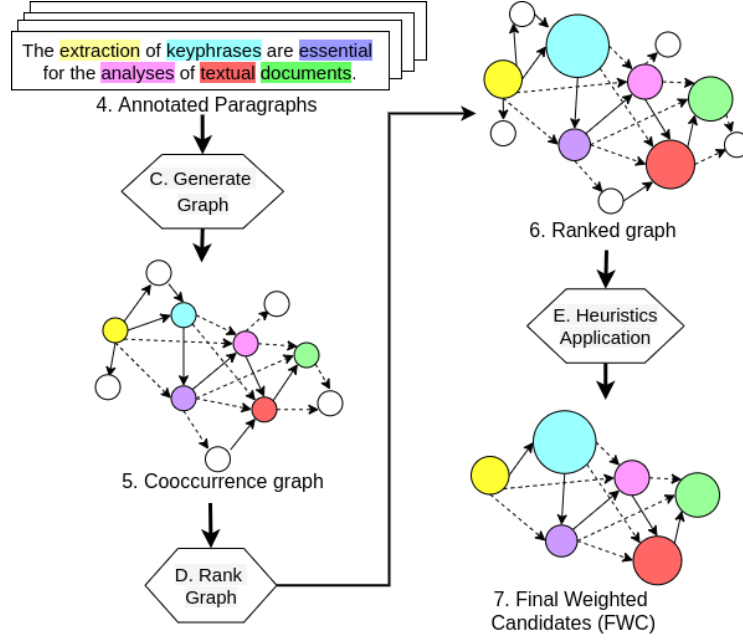 The extraction of keyphrases are essential
for the analyses of textual documents.
4. Annotated Paragraphs
C. Generate
Graph
5. Cooccurrence graph
D. Rank
Graph
6. Ranked graph
E. Heuristics
Application
7. Final Weighted
Candidates (FWC)